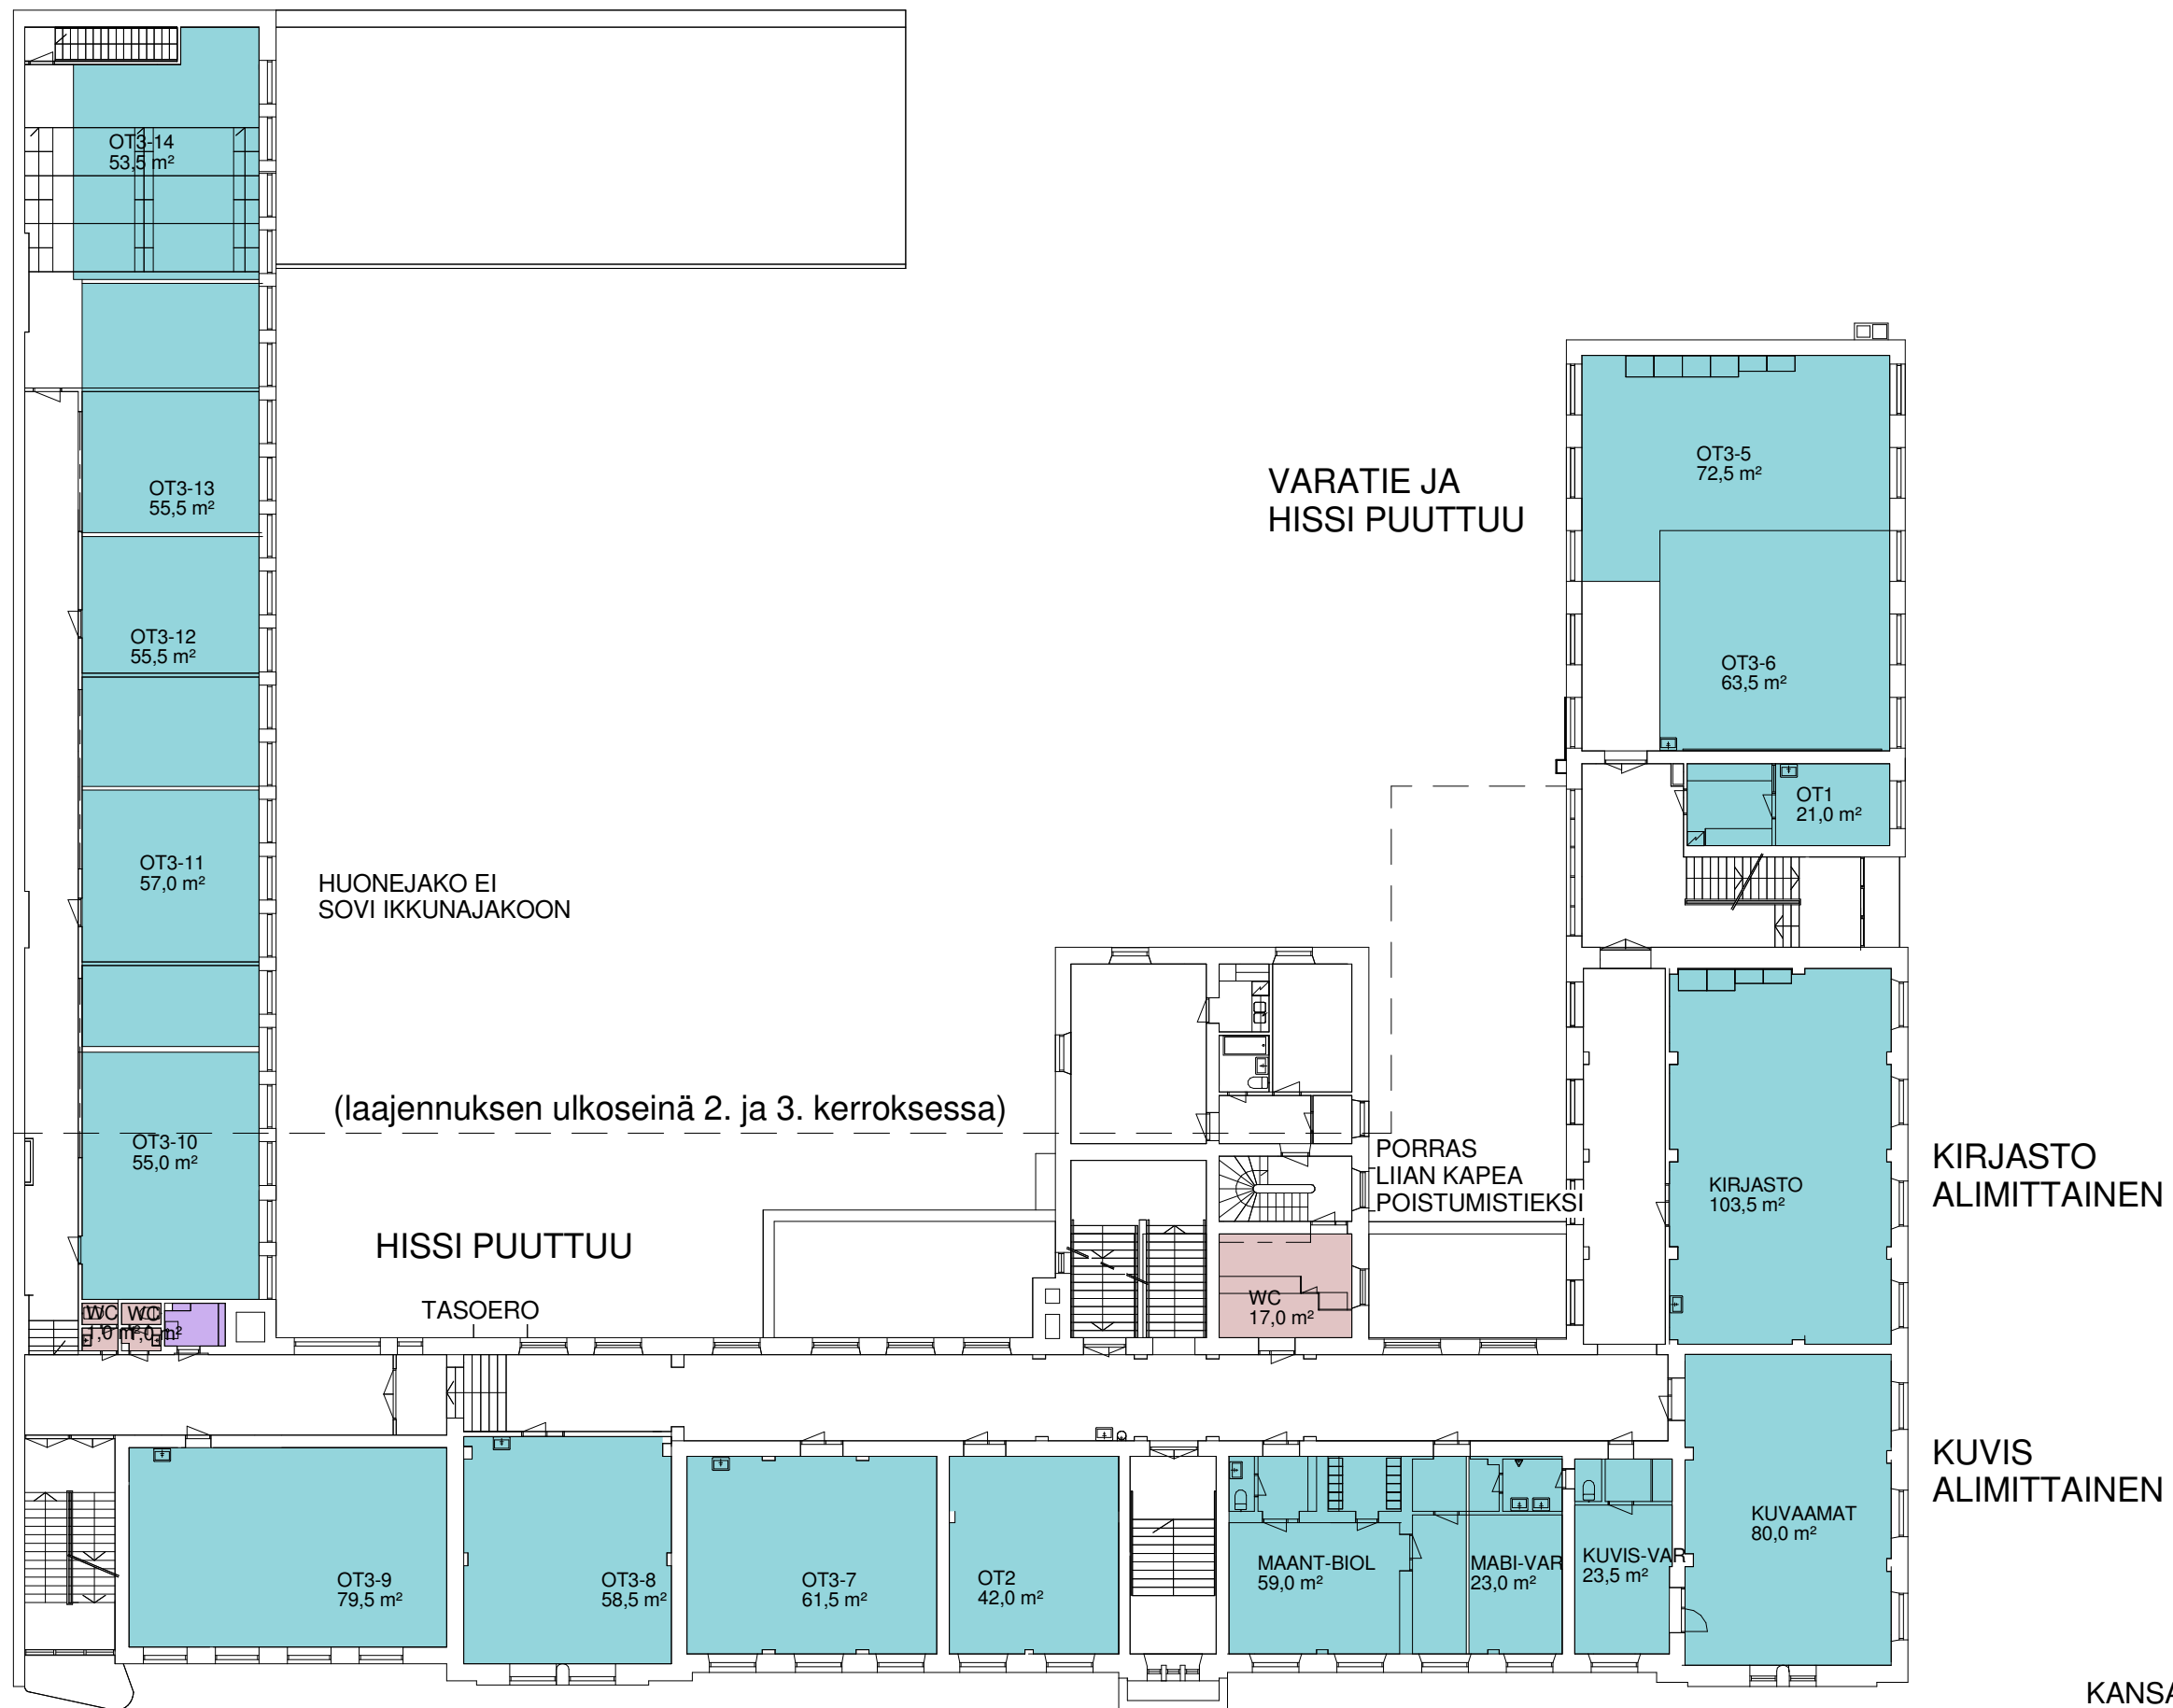 OT3-14
53,5 m²
OT3-5
72,5 m²
VARATIE JA
HISSI PUUTTUU
OT3-13
55,5 m²
OT3-12
55,5 m²
OT3-6
63,5 m²
OT1
21,0 m²
OT3-11
57,0 m²
HUONEJAKO EI
SOVI IKKUNAJAKOON
(laajennuksen ulkoseinä 2. ja 3. kerroksessa)
OT3-10
55,0 m²
PORRAS
LIIAN KAPEA
POISTUMISTIEKSI
KIRJASTO
103,5 m²
KIRJASTO
ALIMITTAINEN
HISSI PUUTTUU
TASOERO
WC
17,0 m²
WC
WC
KUVIS
ALIMITTAINEN
OT3-9
79,5 m²
OT3-8
58,5 m²
OT3-7
61,5 m²
OT2
42,0 m²
MAANT-BIOL
59,0 m²
MABI-VAR
23,0 m²
KUVIS-VAR
23,5 m²
KUVAAMAT
80,0 m²
KANSA